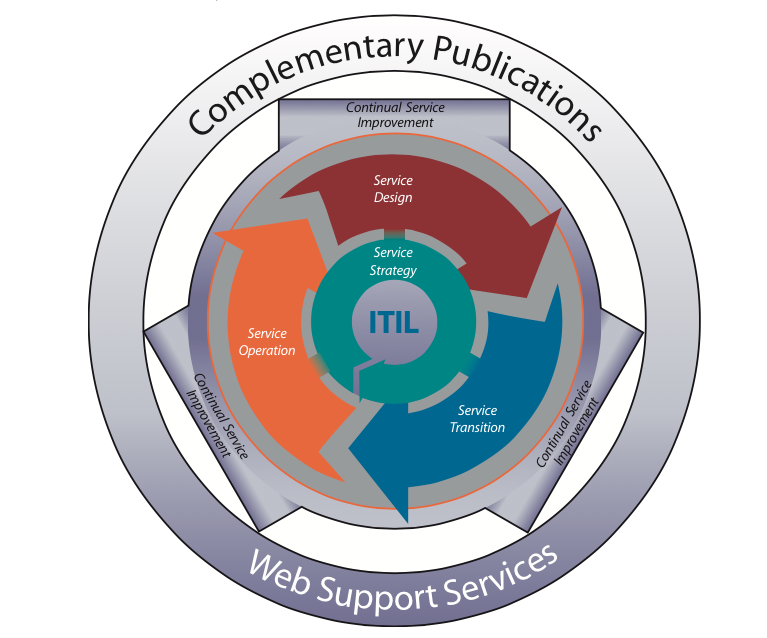 Complementary Publications
Continual Service
Improvement
Service
Design
Service
Strategy
ITIL
Service
Operation
Service
Transition
Continual Service
Improvement
Continual Service
Improvement
Web Support Services